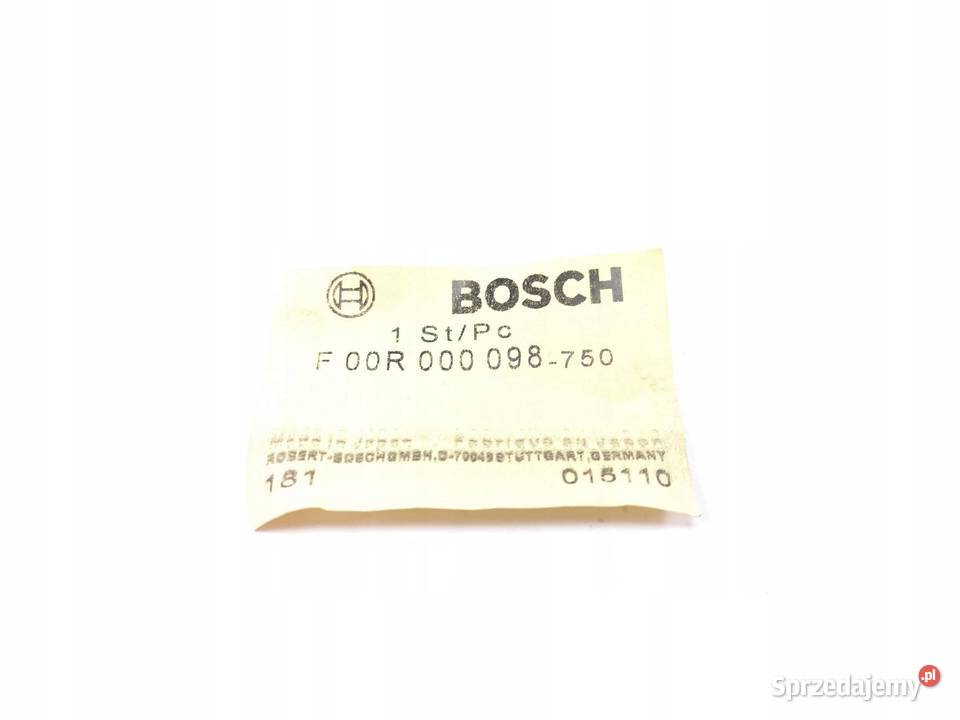 BOSCH
1 St/Pc
F 00R 000 098-750
Made in Japan Fabriqué au Japon
ROBERT-BOSCH GMBH, D-70049 STUTTGART, GERMANY
181 015110
Sprzedajemy.pl